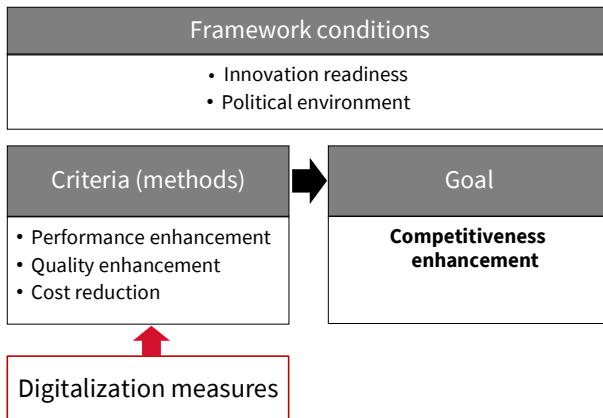 Framework conditions
• Innovation readiness
• Political environment
Criteria (methods)
• Performance enhancement
• Quality enhancement
• Cost reduction
Goal
Competitiveness
enhancement
Digitalization measures